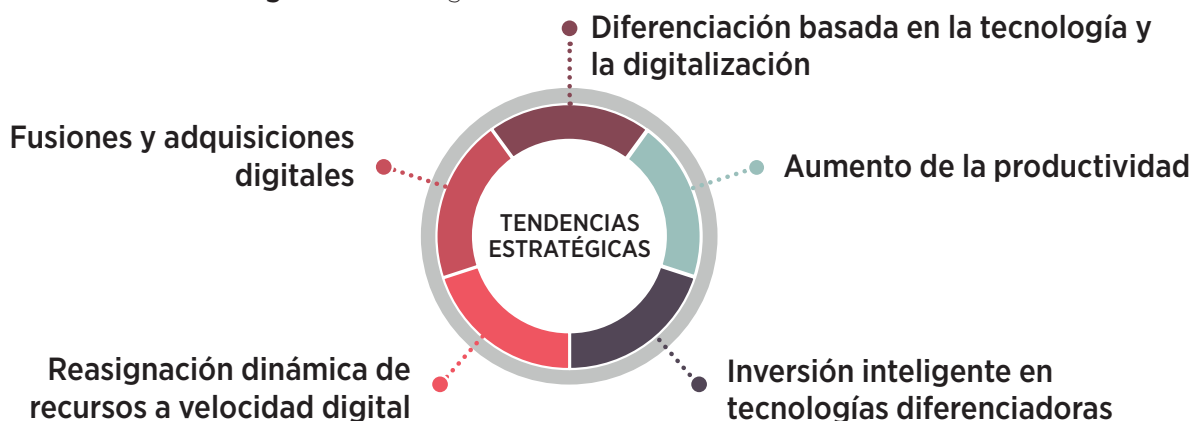 Diferenciación basada en la tecnología y
la digitalización
Fusiones y adquisiciones
digitales
Aumento de la productividad
TENDENCIAS
ESTRATÉGICAS
Reasignación dinámica de
recursos a velocidad digital
Inversión inteligente en
tecnologías diferenciadoras